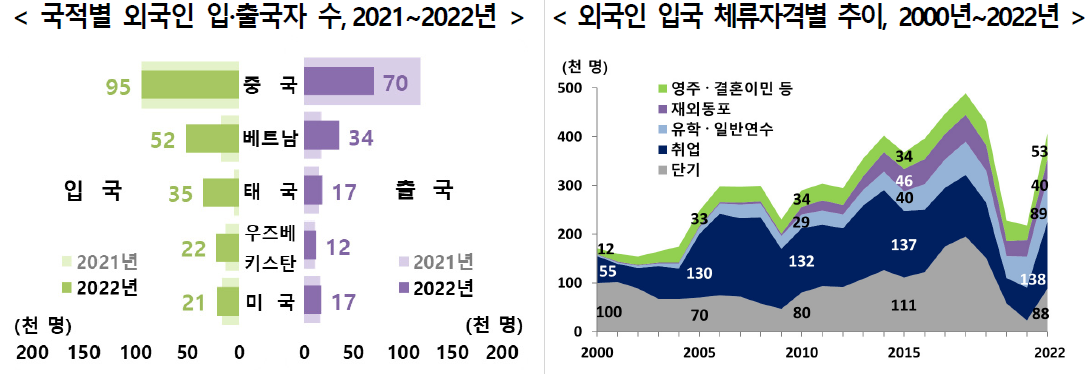 < 국적별 외국인 입·출국자 수, 2021~2022년 >
95 중 국 70
52 베트남 34
입 국 35 태 국 17 출 국
22 우즈베 12
키스탄
2021년 2021년
2022년 2022년
21 미 국 17
(천 명) (천 명)
200 150 100 50 0 0 50 100 150 200
< 외국인 입국 체류자격별 추이, 2000년~2022년 >
(천 명)
500
400
300
200
100
0
영주 · 결혼이민 등
재외동포
유학 · 일반연수
취업
단기
12
55
100
33
130
70
34
29
132
80
34
46
40
137
111
53
40
89
138
88
2000 2005 2010 2015 2022